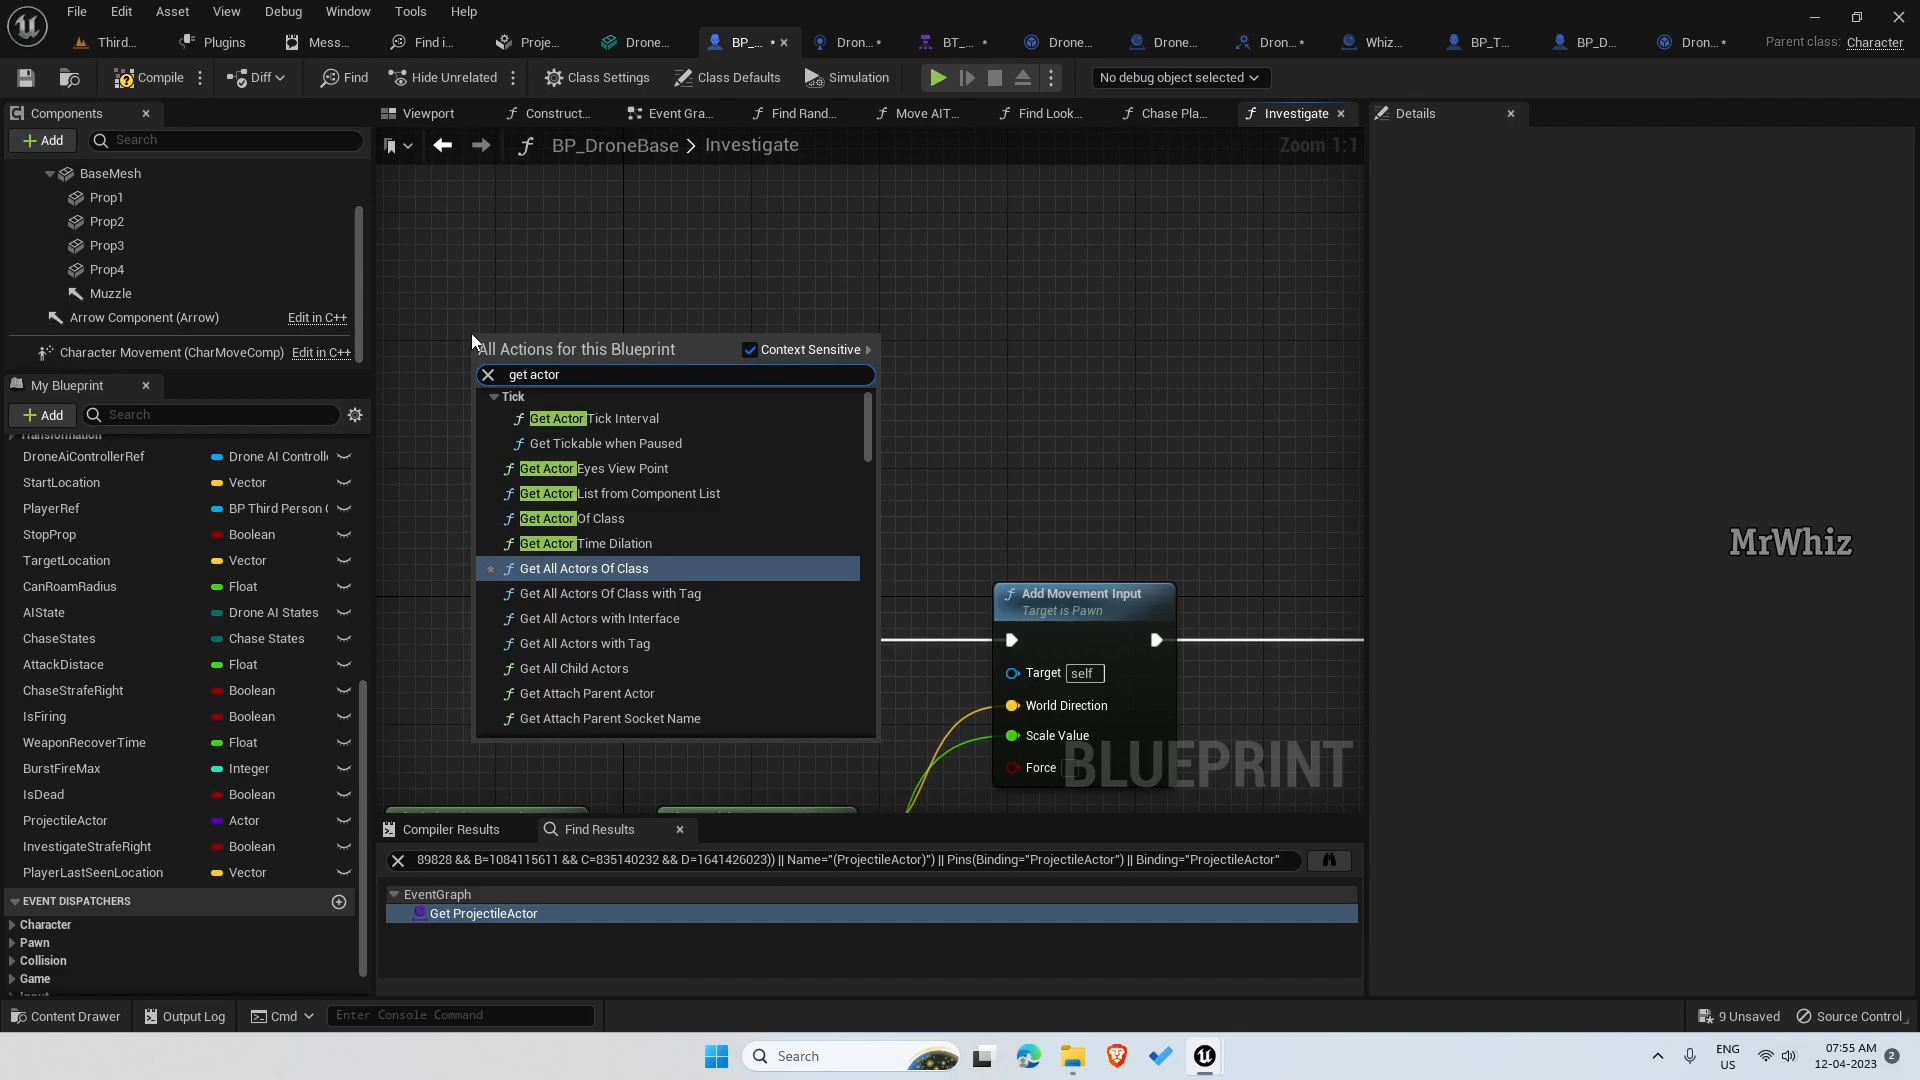 File Edit Asset View Debug Window Tools Help
Third... Plugins Mess... Find i... Proje... Drone... BP_... * Dron... * BT_... * Drone... Drone... Dron... * Whiz... BP_T... BP_D... Dron... * Parent class: Character
Compile Diff Find Hide Unrelated Class Settings Class Defaults Simulation No debug object selected
Components
Add Search
BaseMesh
Prop1
Prop2
Prop3
Prop4
Muzzle
Arrow Component (Arrow) Edit in C++
Character Movement (CharMoveComp) Edit in C++
My Blueprint
Add Search
Transformation
DroneAiControllerRef Drone AI Controlle
StartLocation Vector
PlayerRef BP Third Person C
StopProp Boolean
TargetLocation Vector
CanRoamRadius Float
AIState Drone AI States
ChaseStates Chase States
AttackDistace Float
ChaseStrafeRight Boolean
IsFiring Boolean
WeaponRecoverTime Float
BurstFireMax Integer
IsDead Boolean
ProjectileActor Actor
InvestigateStrafeRight Boolean
PlayerLastSeenLocation Vector
EVENT DISPATCHERS
Character
Pawn
Collision
Game
Viewport Construct... Event Gra... Find Rand... Move AIT... Find Look... Chase Pla... Investigate
BP_DroneBase > Investigate Zoom 1:1
All Actions for this Blueprint Context Sensitive
get actor
Tick
Get Actor Tick Interval
Get Tickable when Paused
Get Actor Eyes View Point
Get Actor List from Component List
Get Actor Of Class
Get Actor Time Dilation
Get All Actors Of Class
Get All Actors Of Class with Tag
Get All Actors with Interface
Get All Actors with Tag
Get All Child Actors
Get Attach Parent Actor
Get Attach Parent Socket Name
Add Movement Input
Target is Pawn
Target self
World Direction
Scale Value
Force
BLUEPRINT
Compiler Results Find Results
89828 && B=1084115611 && C=835140232 && D=1641426023)) || Name="(ProjectileActor)") || Pins(Binding="ProjectileActor") || Binding="ProjectileActor"
EventGraph
Get ProjectileActor
Details
MrWhiz
Content Drawer Output Log Cmd Enter Console Command 9 Unsaved Source Control
Search
ENG
US
07:55 AM
12-04-2023
2